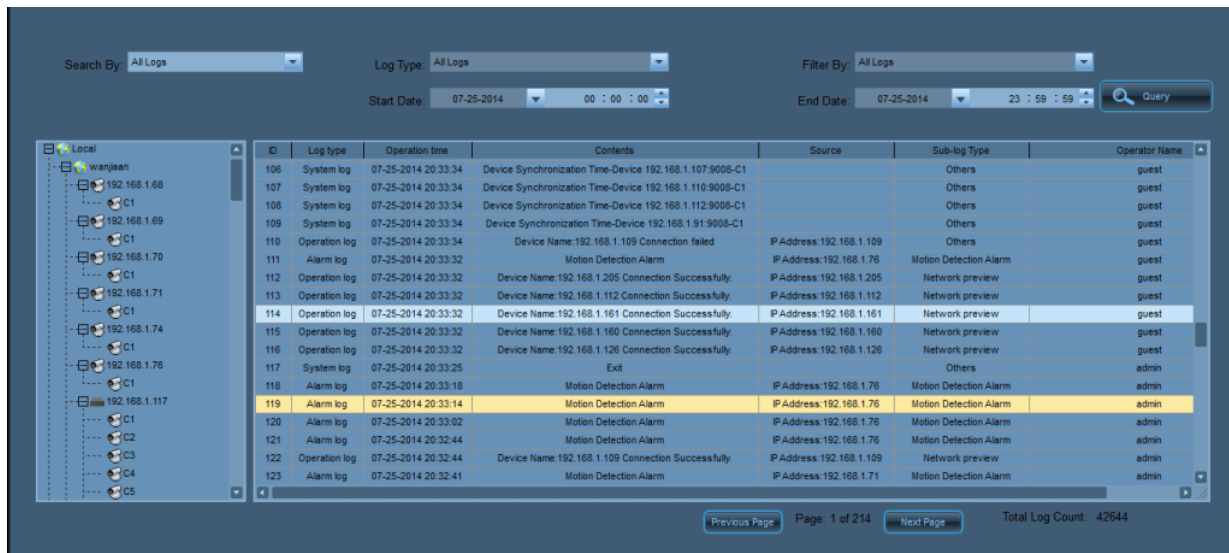 Search By: All Logs Log Type: All Logs Filter By: All Logs
Start Date: 07-25-2014 00 : 00 : 00 End Date: 07-25-2014 23 : 59 : 59 Query
Local
wanjiaan
192.168.1.68
C1
192.168.1.69
C1
192.168.1.70
C1
192.168.1.71
C1
192.168.1.74
C1
192.168.1.76
C1
192.168.1.117
C1
C2
C3
C4
C5
ID Log type Operation time Contents Source Sub-log Type Operator Name
106 System log 07-25-2014 20:33:34 Device Synchronization Time-Device 192.168.1.107:9008-C1 Others guest
107 System log 07-25-2014 20:33:34 Device Synchronization Time-Device 192.168.1.110:9008-C1 Others guest
108 System log 07-25-2014 20:33:34 Device Synchronization Time-Device 192.168.1.112:9008-C1 Others guest
109 System log 07-25-2014 20:33:34 Device Synchronization Time-Device 192.168.1.91:9008-C1 Others guest
110 Operation log 07-25-2014 20:33:34 Device Name:192.168.1.109 Connection failed IP Address:192.168.1.109 Others guest
111 Alarm log 07-25-2014 20:33:32 Motion Detection Alarm IP Address:192.168.1.76 Motion Detection Alarm guest
112 Operation log 07-25-2014 20:33:32 Device Name:192.168.1.205 Connection Successfully. IP Address:192.168.1.205 Network preview guest
113 Operation log 07-25-2014 20:33:32 Device Name:192.168.1.112 Connection Successfully. IP Address:192.168.1.112 Network preview guest
114 Operation log 07-25-2014 20:33:32 Device Name:192.168.1.161 Connection Successfully. IP Address:192.168.1.161 Network preview guest
115 Operation log 07-25-2014 20:33:32 Device Name:192.168.1.160 Connection Successfully. IP Address:192.168.1.160 Network preview guest
116 Operation log 07-25-2014 20:33:32 Device Name:192.168.1.126 Connection Successfully. IP Address:192.168.1.126 Network preview guest
117 System log 07-25-2014 20:33:25 Exit Others admin
118 Alarm log 07-25-2014 20:33:18 Motion Detection Alarm IP Address:192.168.1.76 Motion Detection Alarm admin
119 Alarm log 07-25-2014 20:33:14 Motion Detection Alarm IP Address:192.168.1.76 Motion Detection Alarm admin
120 Alarm log 07-25-2014 20:33:02 Motion Detection Alarm IP Address:192.168.1.76 Motion Detection Alarm admin
121 Alarm log 07-25-2014 20:32:44 Motion Detection Alarm IP Address:192.168.1.76 Motion Detection Alarm admin
122 Operation log 07-25-2014 20:32:44 Device Name:192.168.1.109 Connection Successfully. IP Address:192.168.1.109 Network preview admin
123 Alarm log 07-25-2014 20:32:41 Motion Detection Alarm IP Address:192.168.1.71 Motion Detection Alarm admin
Previous Page Page: 1 of 214 Next Page Total Log Count: 42644